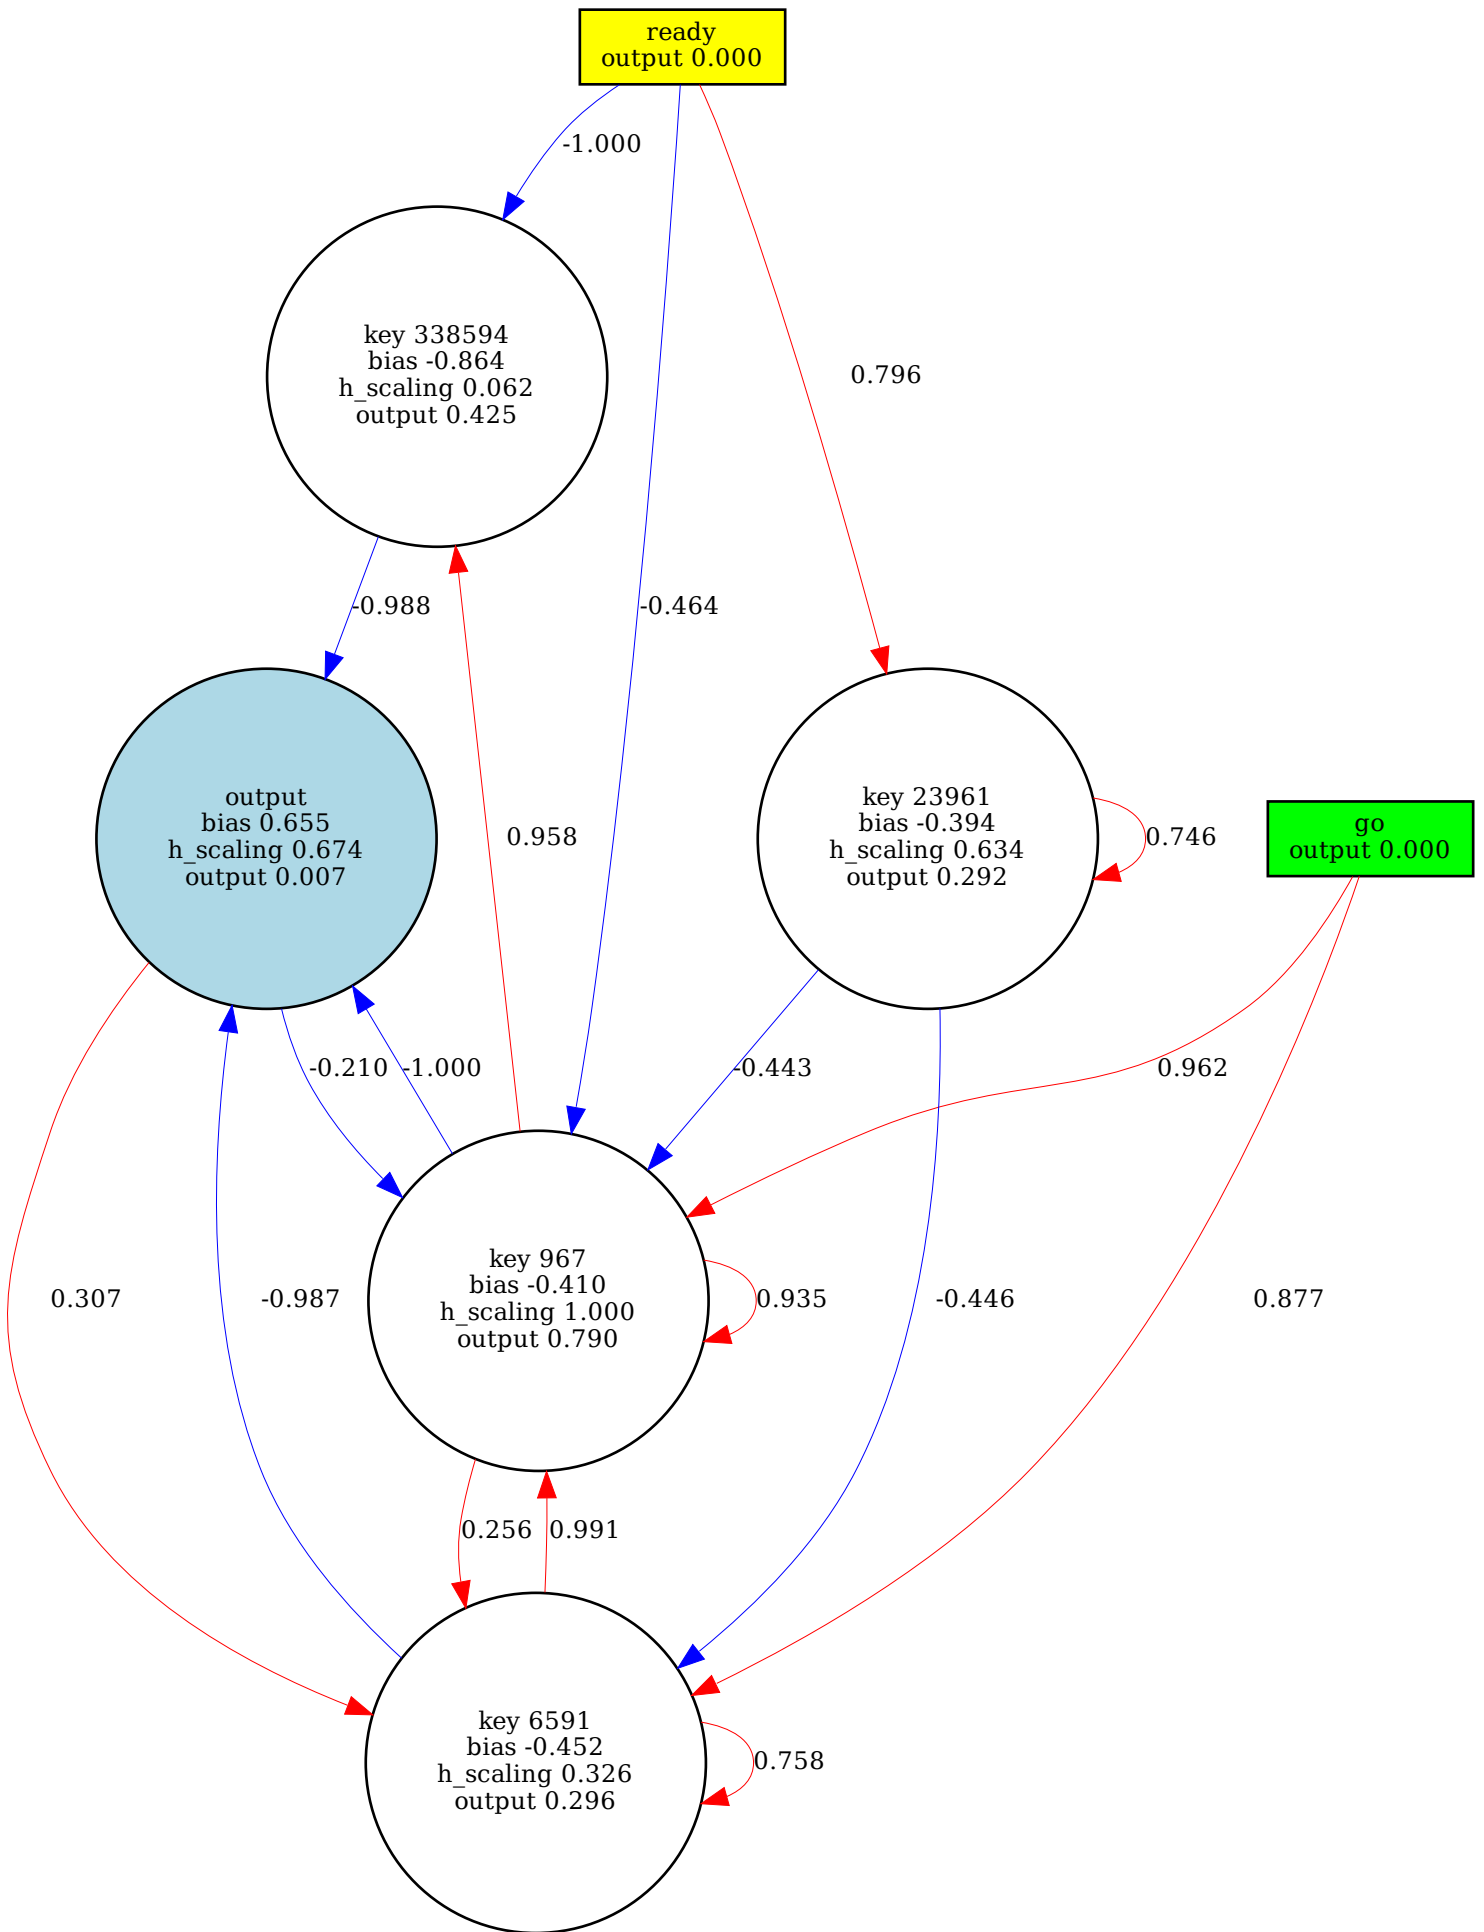 ready
output 0.000
-1.000
key 338594
bias -0.864
h_scaling 0.062
output 0.425
0.796
-0.988
-0.464
output
bias 0.655
h_scaling 0.674
output 0.007
0.958
key 23961
bias -0.394
h_scaling 0.634
output 0.292
0.746
go
output 0.000
-0.210
-1.000
-0.443
0.962
0.307
-0.987
key 967
bias -0.410
h_scaling 1.000
output 0.790
0.935
-0.446
0.877
0.256
0.991
key 6591
bias -0.452
h_scaling 0.326
output 0.296
0.758